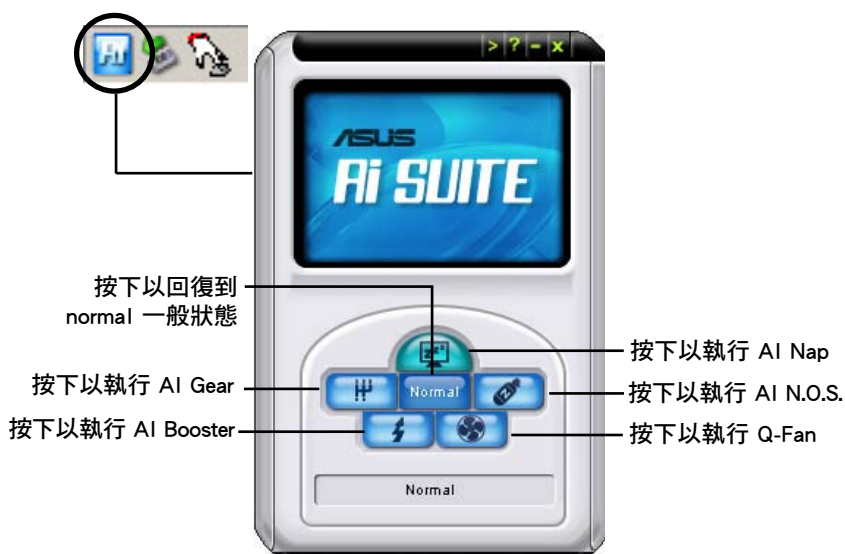 Ai
> ? - x
ASUS
Ai SUITE
按下以回復到
normal 一般狀態
zz
按下以執行 AI Nap
按下以執行 AI Gear
Normal
按下以執行 AI N.O.S.
按下以執行 AI Booster
按下以執行 Q-Fan
Normal